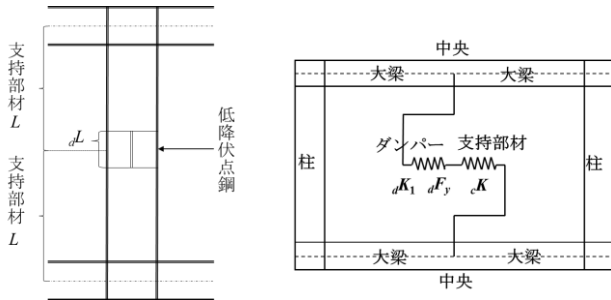 支持部材
L
支持部材
L
dL
低降伏点鋼
中央
大梁 大梁
柱
ダンパー 支持部材
dK1 dFy cK
柱
大梁 大梁
中央